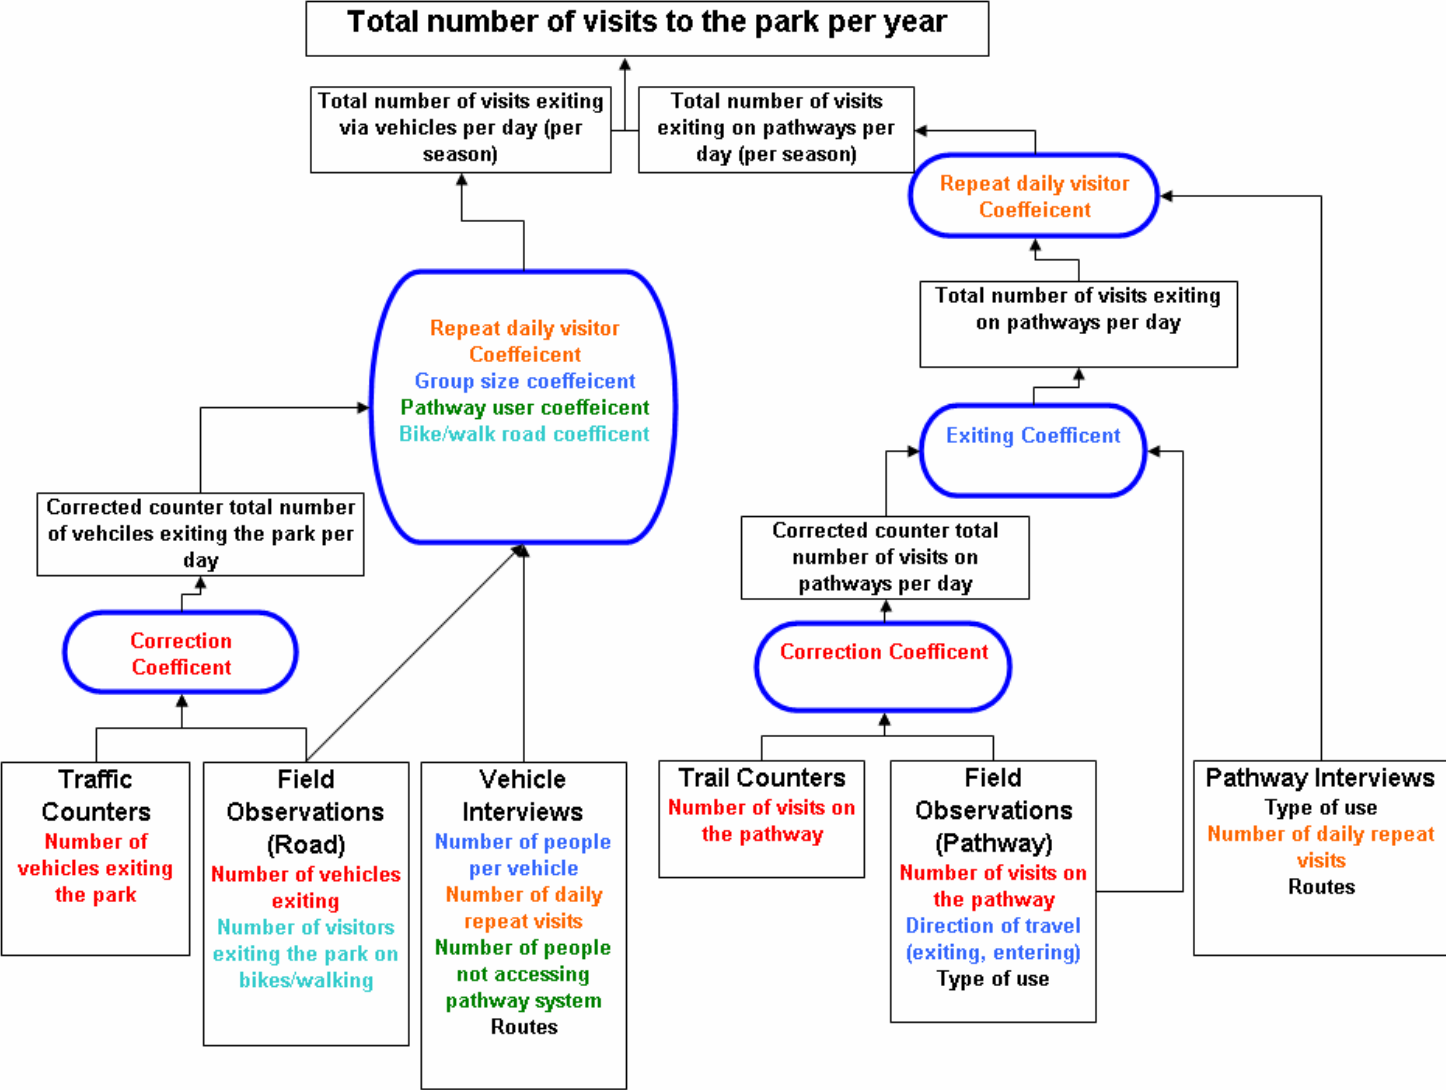 Total number of visits to the park per year
Total number of visits exiting
via vehicles per day (per
season)
Total number of visits
exiting on pathways per
day (per season)
Repeat daily visitor
Coeffeicent
Total number of visits exiting
on pathways per day
Repeat daily visitor
Coeffeicent
Group size coeffeicent
Pathway user coeffeicent
Bike/walk road coefficent
Exiting Coefficent
Corrected counter total number
of vehciles exiting the park per
day
Corrected counter total
number of visits on
pathways per day
Correction
Coefficent
Correction Coefficent
Traffic
Counters
Number of
vehicles exiting
the park
Field
Observations
(Road)
Number of vehicles
exiting
Number of visitors
exiting the park on
bikes/walking
Vehicle
Interviews
Number of people
per vehicle
Number of daily
repeat visits
Number of people
not accessing
pathway system
Routes
Trail Counters
Number of visits on
the pathway
Field
Observations
(Pathway)
Number of visits on
the pathway
Direction of travel
(exiting, entering)
Type of use
Pathway Interviews
Type of use
Number of daily repeat
visits
Routes